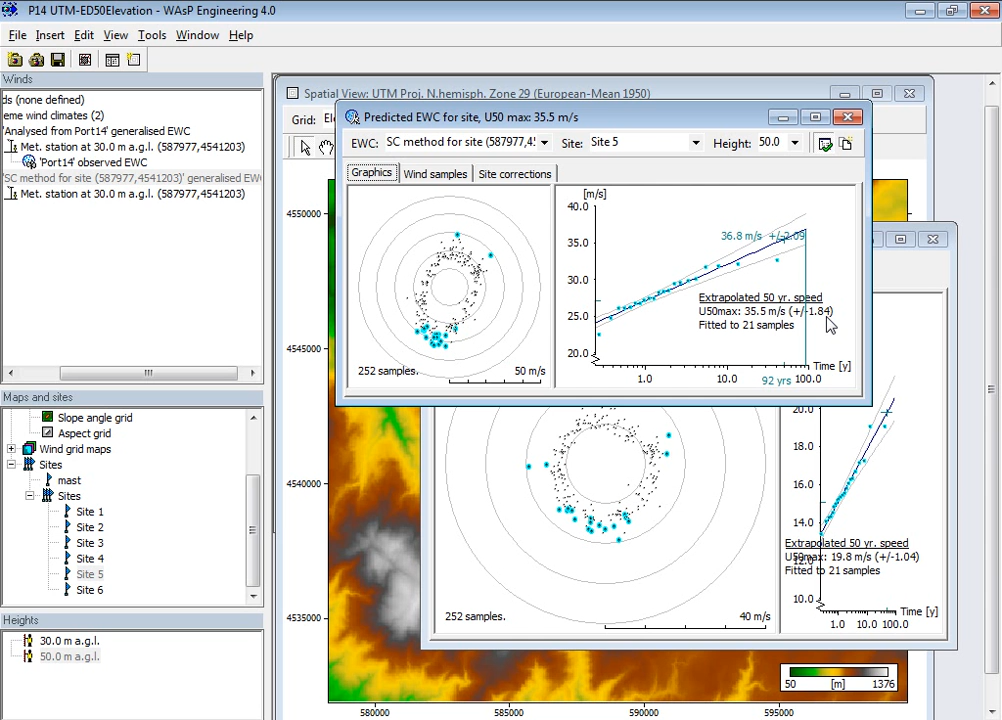 P14 UTM-ED50Elevation - WAsP Engineering 4.0
File Insert Edit View Tools Window Help
Winds
ds (none defined)
eme wind climates (2)
'Analysed from Port14' generalised EWC
Met. station at 30.0 m a.g.l. (587977,4541203)
'Port14' observed EWC
'SC method for site (587977,4541203)' generalised EWC
Met. station at 30.0 m a.g.l. (587977,4541203)
Maps and sites
Slope angle grid
Aspect grid
Wind grid maps
Sites
mast
Sites
Site 1
Site 2
Site 3
Site 4
Site 5
Site 6
Heights
30.0 m a.g.l.
50.0 m a.g.l.
Spatial View: UTM Proj. N.hemisph. Zone 29 (European-Mean 1950)
Grid:
4550000
4545000
4540000
4535000
580000 585000 590000 595000
50 [m] 1376
Predicted EWC for site, U50 max: 35.5 m/s
EWC: SC method for site (587977,4! Site: Site 5 Height: 50.0
Graphics Wind samples Site corrections
252 samples. 50 m/s
[m/s]
40.0
35.0
30.0
25.0
20.0
36.8 m/s +/-2.09
Extrapolated 50 yr. speed
U50max: 35.5 m/s (+/-1.84)
Fitted to 21 samples
Time [y]
1.0 10.0 100.0
92 yrs
252 samples. 40 m/s
20.0
18.0
16.0
14.0
12.0
10.0
Extrapolated 50 yr. speed
U50max: 19.8 m/s (+/-1.04)
Fitted to 21 samples
Time [y]
1.0 10.0 100.0